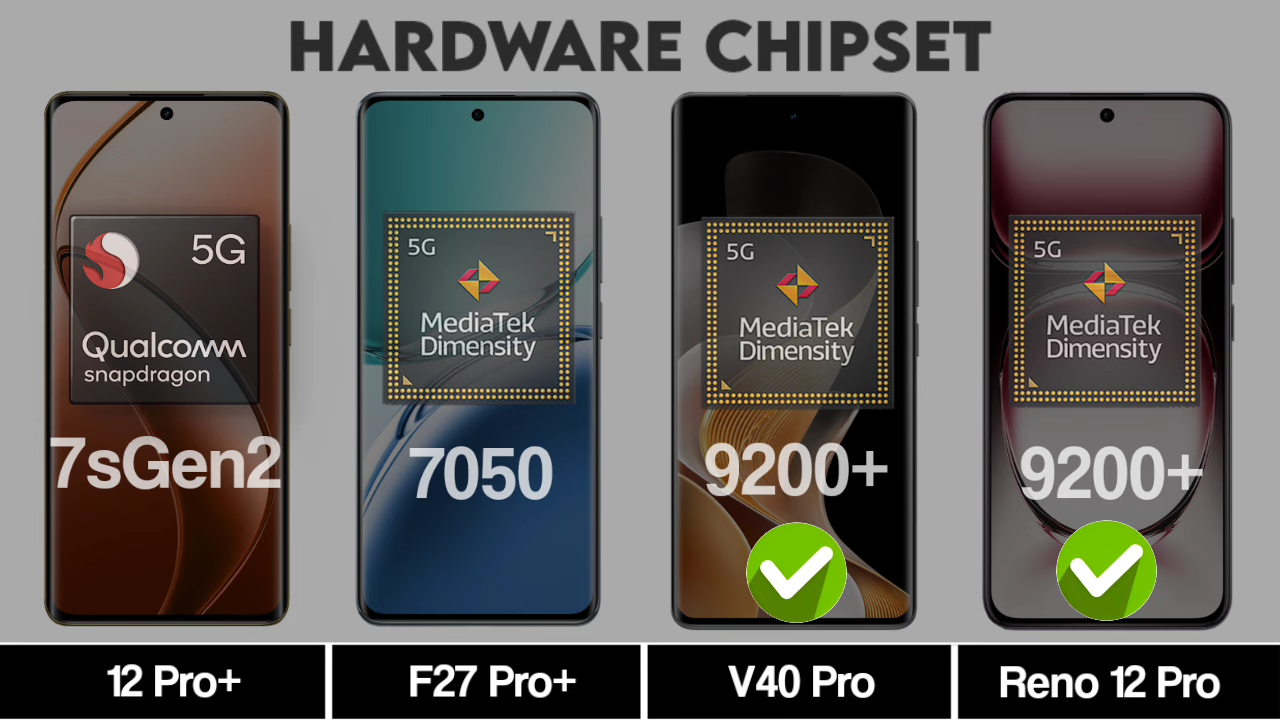 HARDWARE CHIPSET
5G
Qualcomm
snapdragon
7sGen2
12 Pro+
5G
MediaTek
Dimensity
7050
F27 Pro+
5G
MediaTek
Dimensity
9200+
V40 Pro
5G
MediaTek
Dimensity
9200+
Reno 12 Pro